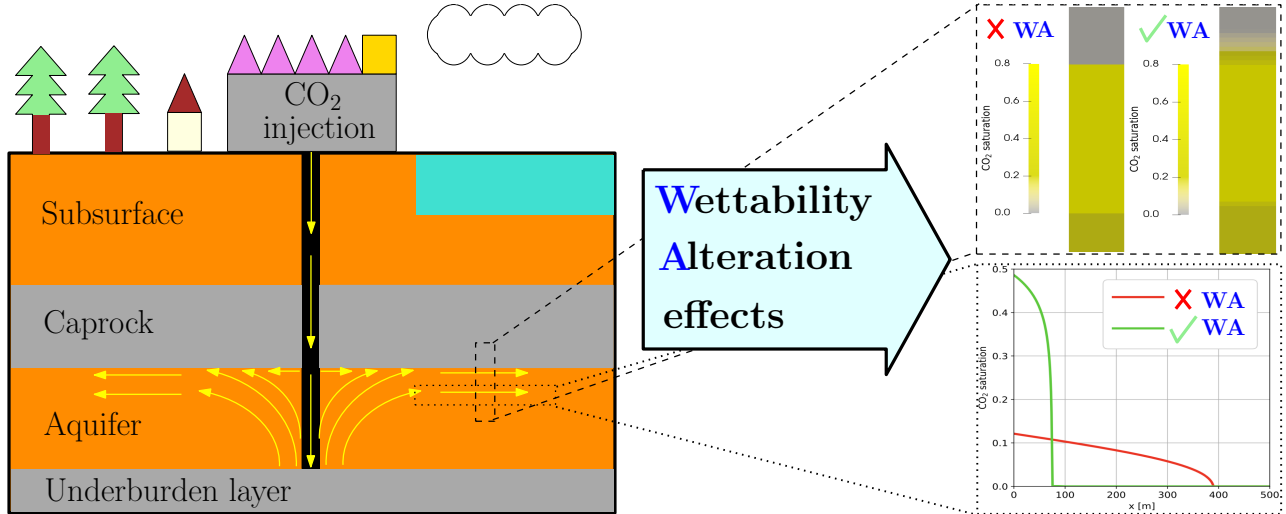 CO₂
injection
Subsurface
Caprock
Aquifer
Underburden layer
Wettability
Alteration
effects
✗ WA
✓ WA
0.8
0.6
0.4
0.2
0.0
CO₂ saturation
0.8
0.6
0.4
0.2
0.0
CO₂ saturation
0.5
0.4
0.3
0.2
0.1
0.0
CO₂ saturation
✗ WA
✓ WA
0
100
200
300
400
500
x [m]